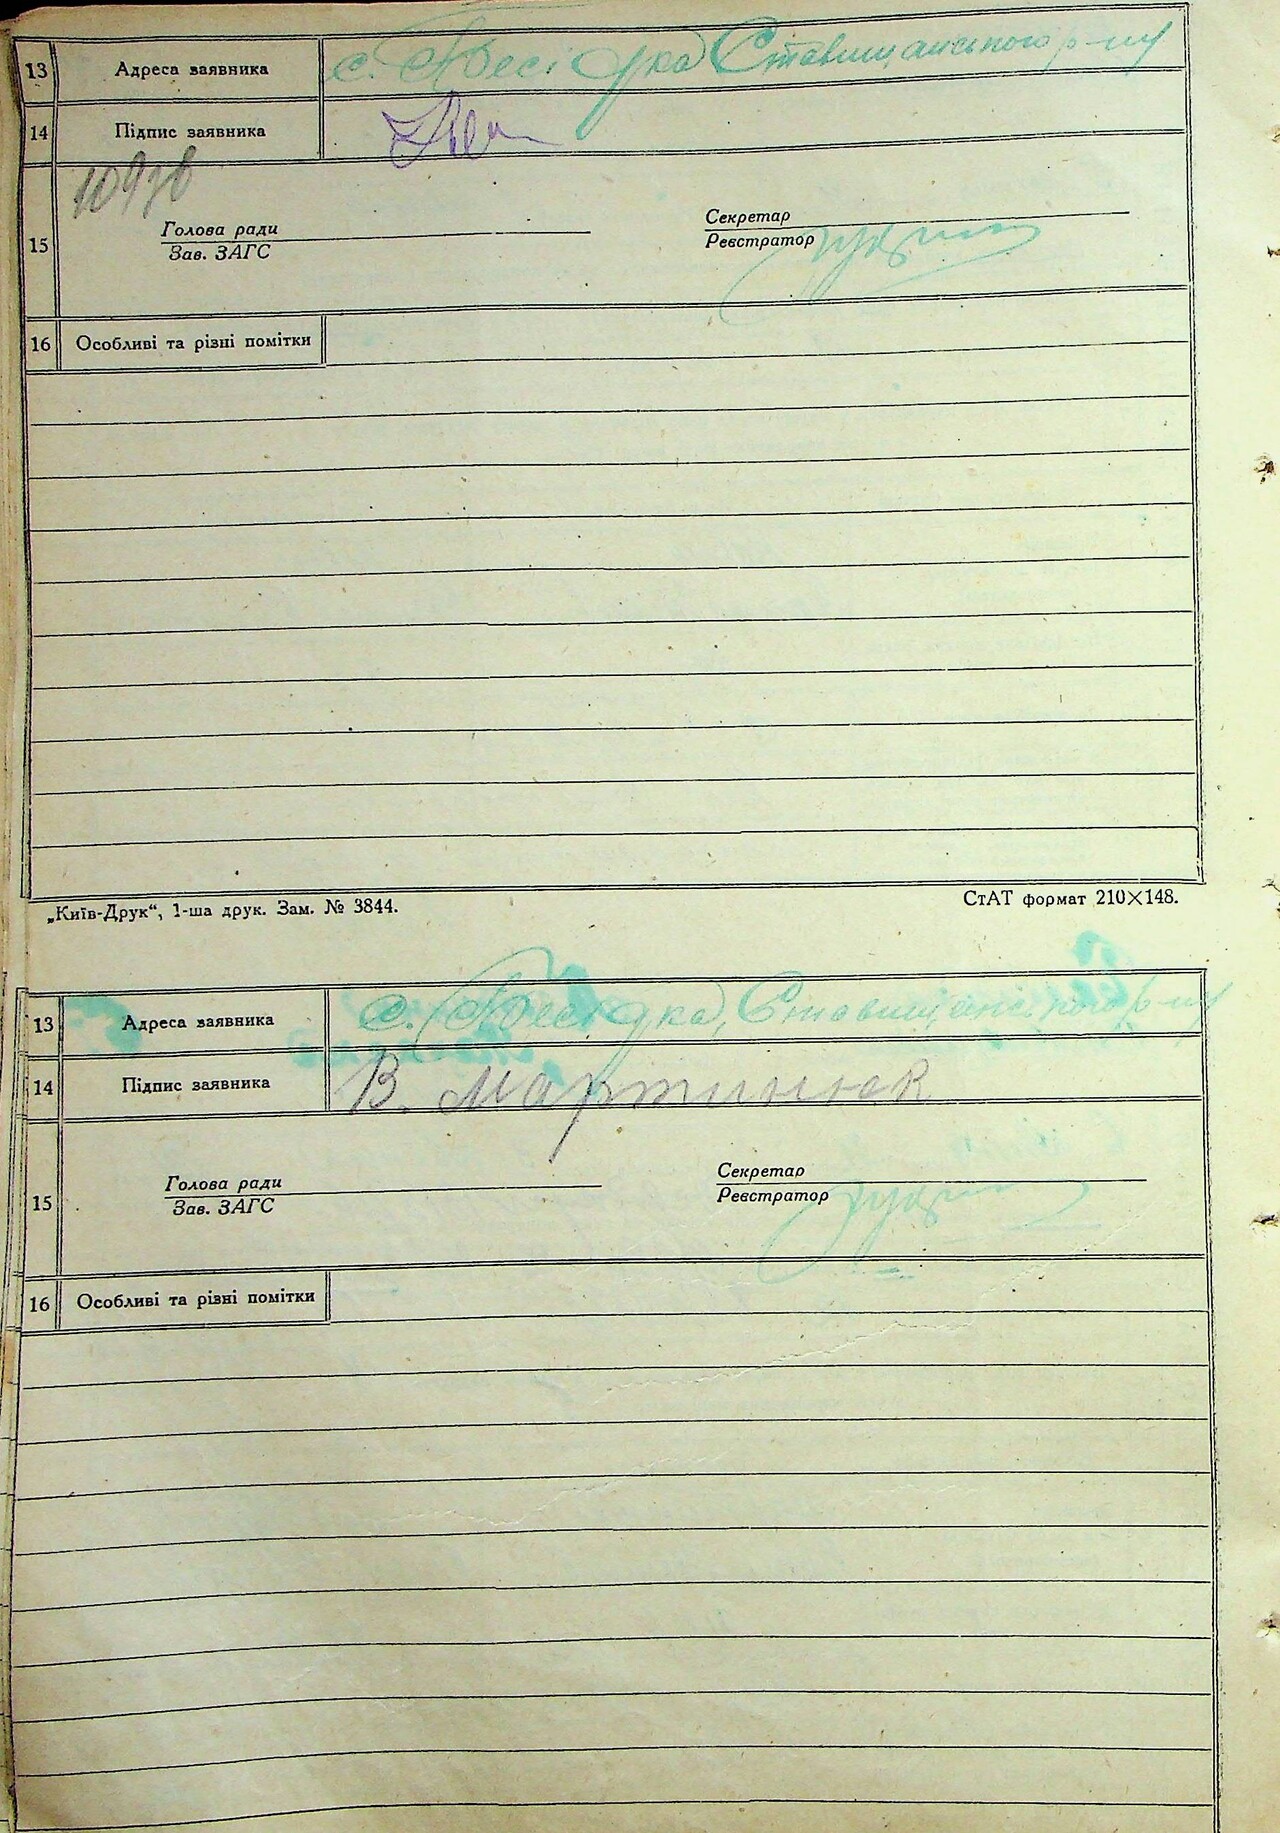 13 Адреса заявника с. Бесідка Ставищанського р-ну
14 Підпис заявника
15
Голова ради
Зав. ЗАГС
Секретар
Реєстратор
16 Особливі та різні помітки
„Київ-Друк“, 1-ша друк. Зам. № 3844.
СтАТ формат 210×148.
13 Адреса заявника с. Бесідка, Ставищанського р-ну
14 Підпис заявника В. Мартинюк
15
Голова ради
Зав. ЗАГС
Секретар
Реєстратор
16 Особливі та різні помітки